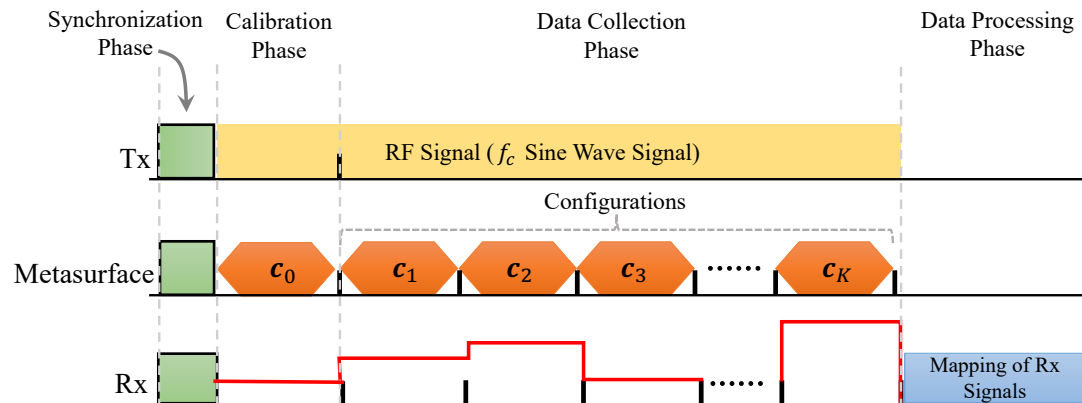 Synchronization
Phase
Calibration
Phase
Data Collection
Phase
Data Processing
Phase
Tx
RF Signal ( f_c Sine Wave Signal)
Configurations
Metasurface
c_0
c_1
c_2
c_3
......
c_K
Rx
......
Mapping of Rx
Signals